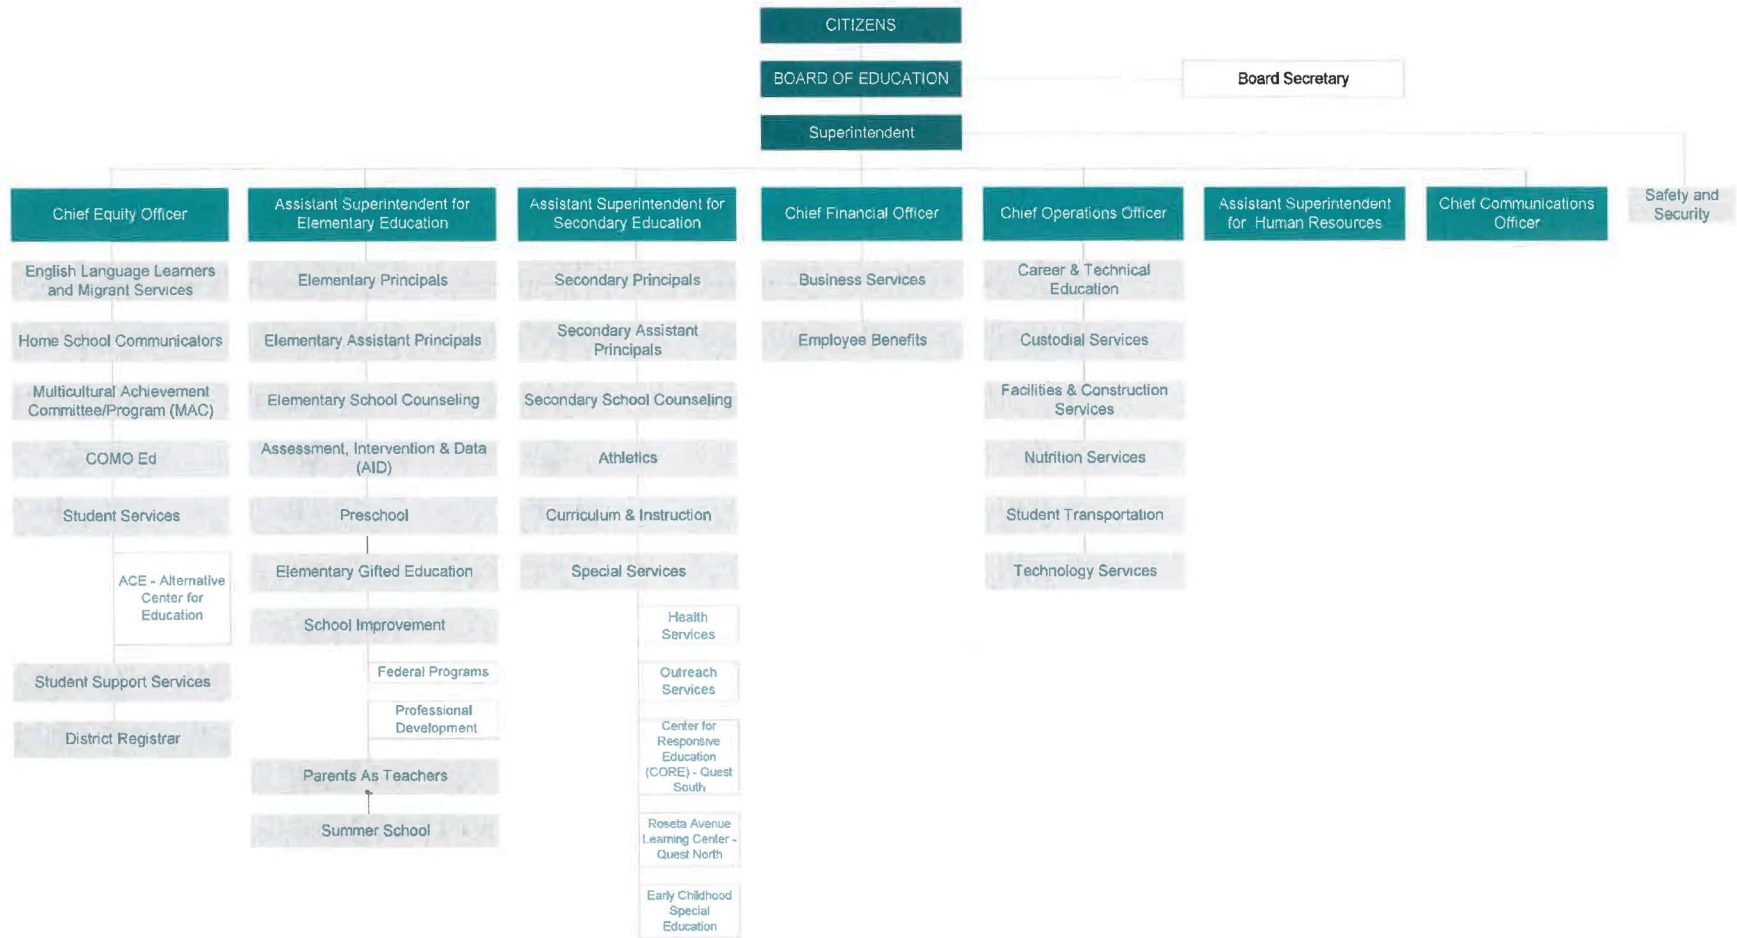 CITIZENS
BOARD OF EDUCATION
Board Secretary
Superintendent
Chief Equity Officer
Assistant Superintendent for
Elementary Education
Assistant Superintendent for
Secondary Education
Chief Financial Officer
Chief Operations Officer
Assistant Superintendent
for Human Resources
Chief Communications
Officer
Safety and
Security
English Language Learners
and Migrant Services
Home School Communicators
Multicultural Achievement
Committee/Program (MAC)
COMO Ed
Student Services
ACE - Alternative
Center for
Education
Student Support Services
District Registrar
Elementary Principals
Elementary Assistant Principals
Elementary School Counseling
Assessment, Intervention & Data
(AID)
Preschool
Elementary Gifted Education
School Improvement
Federal Programs
Professional
Development
Parents As Teachers
Summer School
Secondary Principals
Secondary Assistant
Principals
Secondary School Counseling
Athletics
Curriculum & Instruction
Special Services
Health
Services
Outreach
Services
Center for
Responsive
Education
(CORE) - Quest
South
Roseta Avenue
Learning Center -
Quest North
Early Childhood
Special
Education
Business Services
Employee Benefits
Career & Technical
Education
Custodial Services
Facilities & Construction
Services
Nutrition Services
Student Transportation
Technology Services